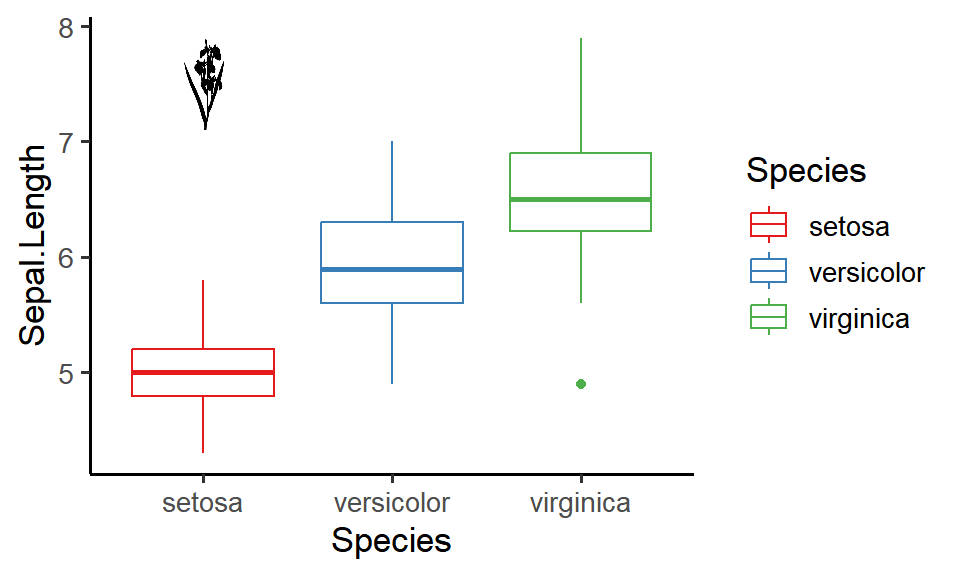 8
7
6
5
Sepal.Length
setosa
versicolor
virginica
Species
Species
setosa
versicolor
virginica